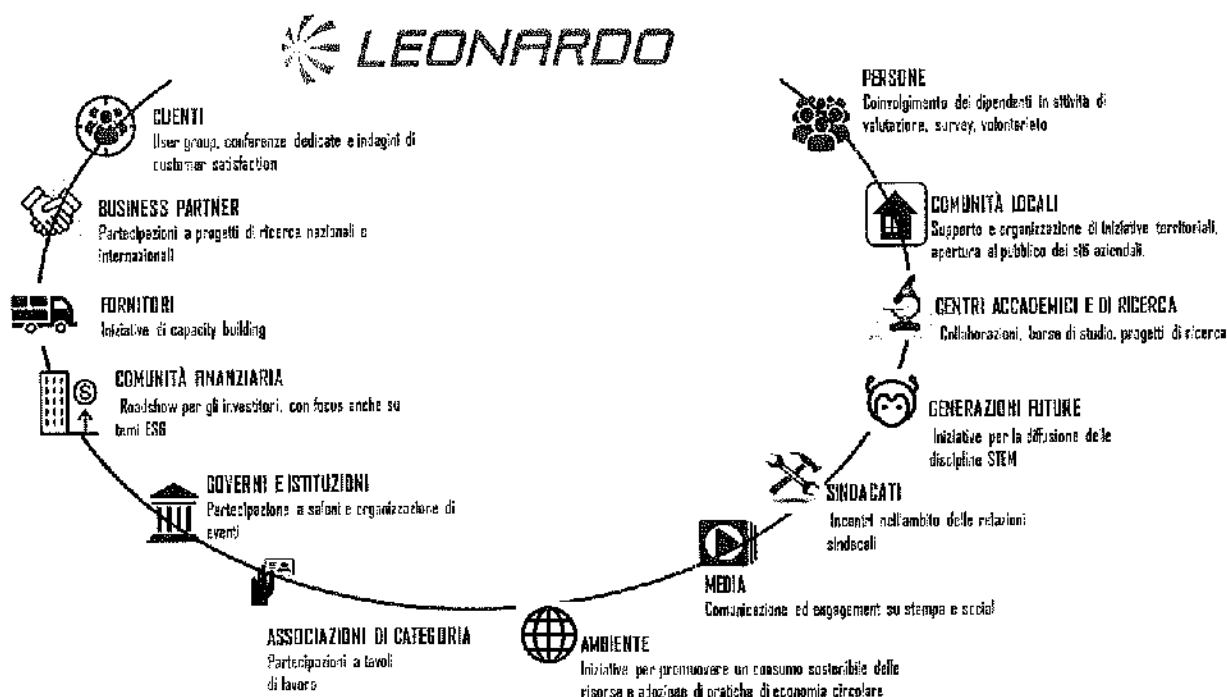 LEONARDO
CLIENTI
User group, conferenze dedicate e indagini di
customer satisfaction
BUSINESS PARTNER
Partecipazioni a progetti di ricerca nazionali e
internazionali
FORNITORI
Iniziative di capacity building
COMUNITÀ FINANZIARIA
Roadshow per gli investitori, con focus anche su
temi ESG
GOVERNI E ISTITUZIONI
Partecipazione a saloni e organizzazione di
eventi
ASSOCIAZIONI DI CATEGORIA
Partecipazioni a tavoli
di lavoro
AMBIENTE
Iniziative per promuovere un consumo sostenibile delle
risorse e adozione di pratiche di economia circolare
MEDIA
Comunicazione ed engagement su stampa e social
SINDACATI
Incontri nell'ambito delle relazioni
sindacali
GENERAZIONI FUTURE
Iniziative per la diffusione delle
discipline STEM
CENTRI ACCADEMICI E DI RICERCA
Collaborazioni, borse di studio, progetti di ricerca
COMUNITÀ LOCALI
Supporto e organizzazione di iniziative territoriali,
apertura al pubblico dei siti aziendali.
PERSONE
Coinvolgimento dei dipendenti in attività di
valutazione, survey, volontariato